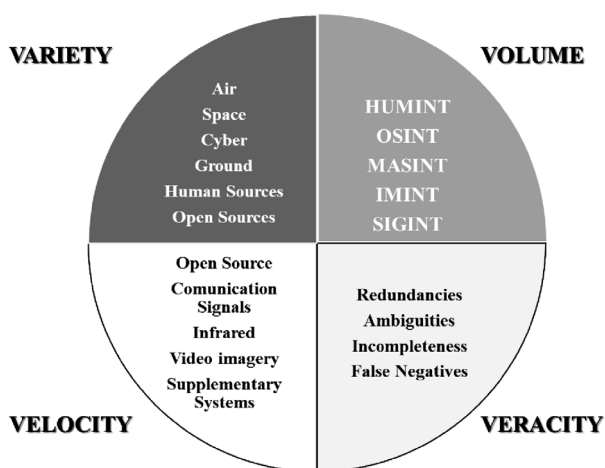 VARIETY
Air
Space
Cyber
Ground
Human Sources
Open Sources
VOLUME
HUMINT
OSINT
MASINT
IMINT
SIGINT
Open Source
Comunication
Signals
Infrared
Video imagery
Supplementary
Systems
VELOCITY
Redundancies
Ambiguities
Incompleteness
False Negatives
VERACITY